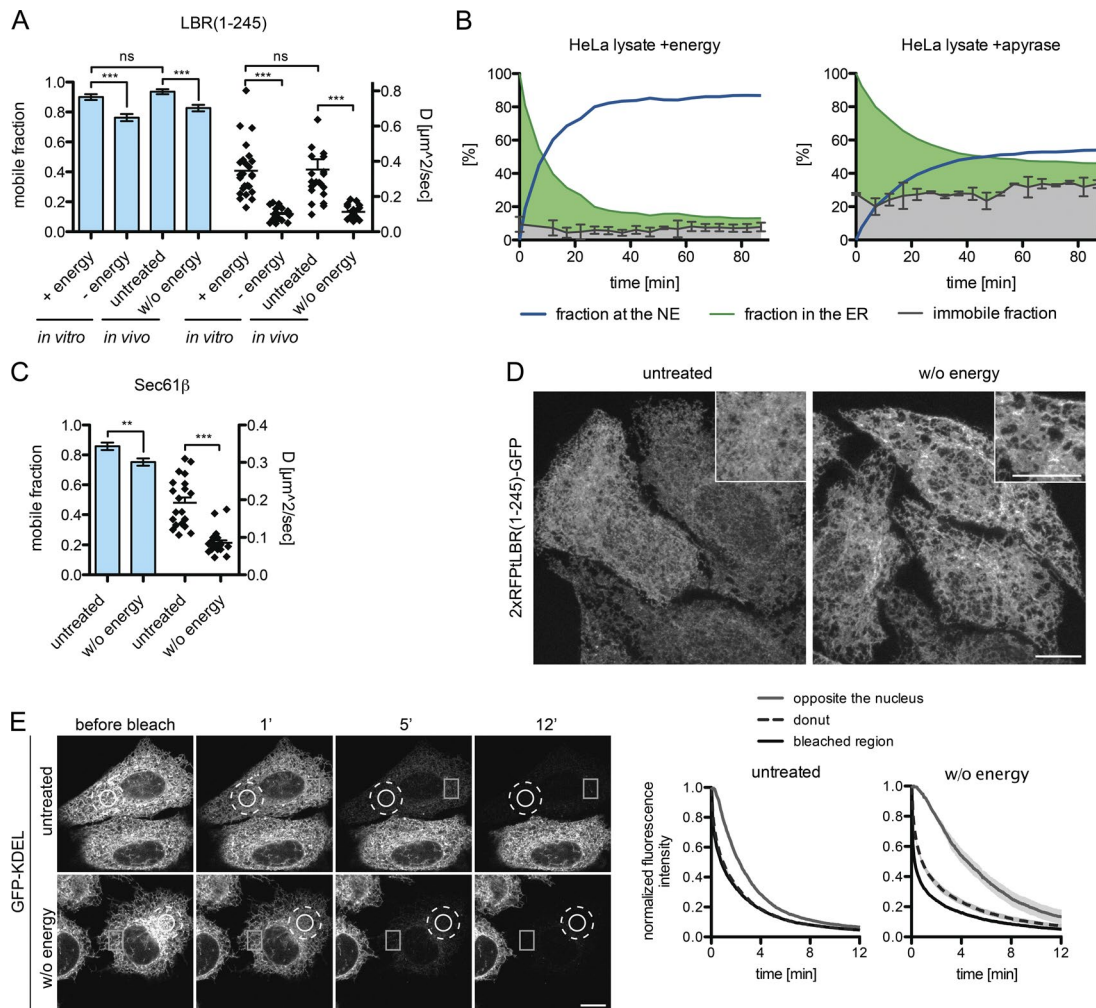 A
LBR(1-245)
ns
ns
***
***
***
***
mobile fraction
1.0
0.8
0.6
0.4
0.2
0.0
0.8
0.6
0.4
0.2
0.0
D [µm^2/sec]
+ energy
- energy
untreated
w/o energy
+ energy
- energy
untreated
w/o energy
in vitro
in vivo
in vitro
in vivo
B
HeLa lysate +energy
HeLa lysate +apyrase
[%]
100
80
60
40
20
0
0
20
40
60
80
time [min]
[%]
100
80
60
40
20
0
0
20
40
60
80
time [min]
fraction at the NE
fraction in the ER
immobile fraction
C
Sec61β
**
***
mobile fraction
1.0
0.8
0.6
0.4
0.2
0.0
0.4
0.3
0.2
0.1
0.0
D [µm^2/sec]
untreated
w/o energy
untreated
w/o energy
D
untreated
w/o energy
2xRFPtLBR(1-245)-GFP
E
before bleach
1'
5'
12'
GFP-KDEL
untreated
w/o energy
opposite the nucleus
donut
bleached region
untreated
w/o energy
normalized fluorescence
intensity
1.0
0.8
0.6
0.4
0.2
0.0
0
4
8
12
time [min]
1.0
0.8
0.6
0.4
0.2
0.0
0
4
8
12
time [min]